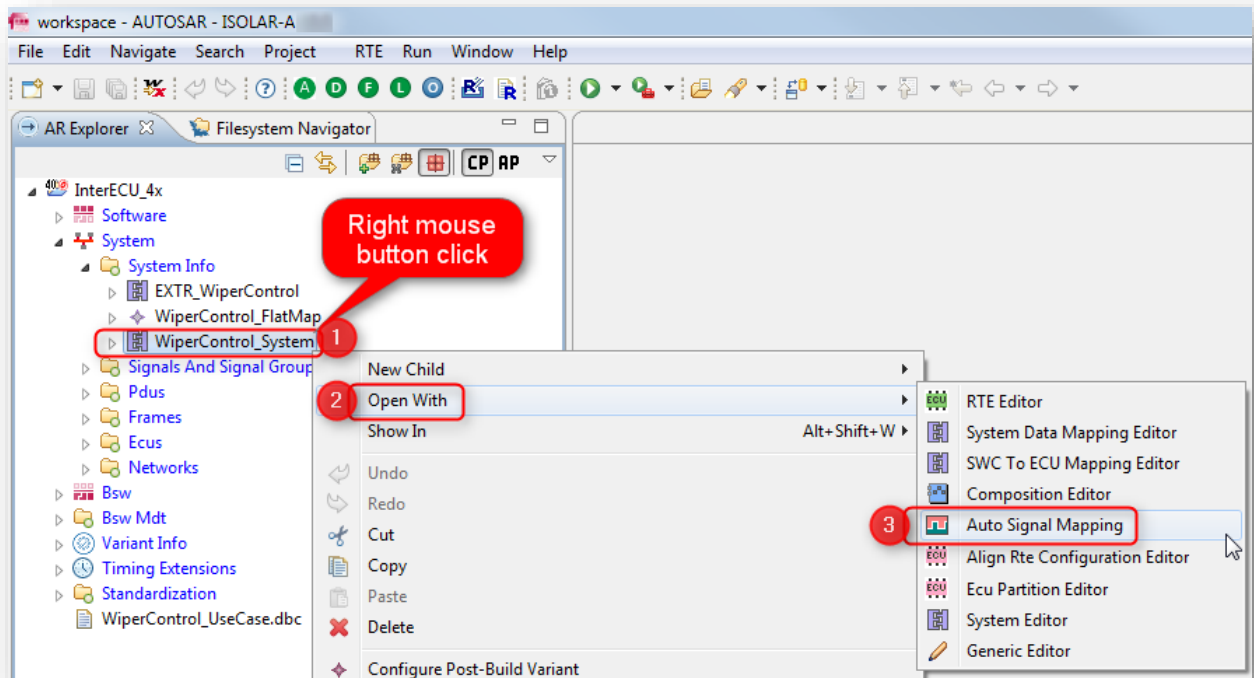 workspace - AUTOSAR - ISOLAR-A
File Edit Navigate Search Project RTE Run Window Help
A D F L O R R
AR Explorer Filesystem Navigator
CP AP
InterECU_4x
Software
System
System Info
EXTR_WiperControl
WiperControl_FlatMap
WiperControl_System
Signals And Signal Group
Pdus
Frames
Ecus
Networks
Bsw
Bsw Mdt
Variant Info
Timing Extensions
Standardization
WiperControl_UseCase.dbc
Right mouse
button click
1
New Child
2 Open With
Show In Alt+Shift+W
Undo
Redo
Cut
Copy
Paste
Delete
Configure Post-Build Variant
ECU RTE Editor
System Data Mapping Editor
SWC To ECU Mapping Editor
Composition Editor
3 Auto Signal Mapping
ECU Align Rte Configuration Editor
ECU Ecu Partition Editor
System Editor
Generic Editor